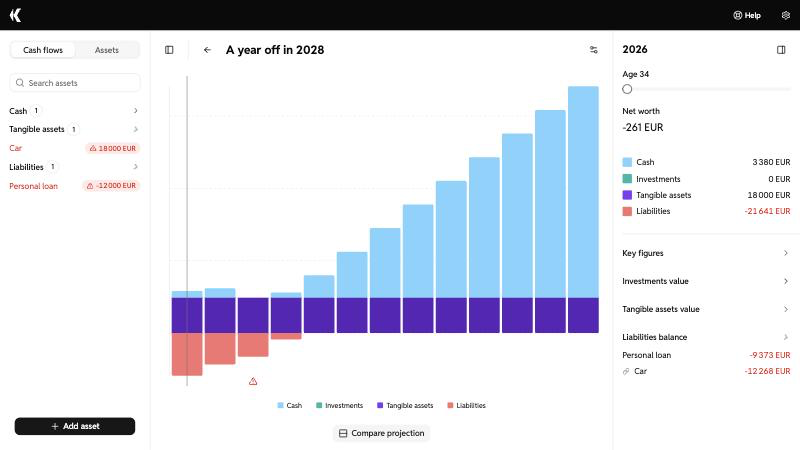 Help
Cash flows
Assets
Search assets
Cash 1
Tangible assets 1
Car 18 000 EUR
Liabilities 1
Personal loan -12 000 EUR
Add asset
A year off in 2028
Cash
Investments
Tangible assets
Liabilities
Compare projection
2026
Age 34
Net worth
-261 EUR
Cash 3 380 EUR
Investments 0 EUR
Tangible assets 18 000 EUR
Liabilities -21 641 EUR
Key figures
Investments value
Tangible assets value
Liabilities balance
Personal loan -9 373 EUR
Car -12 268 EUR